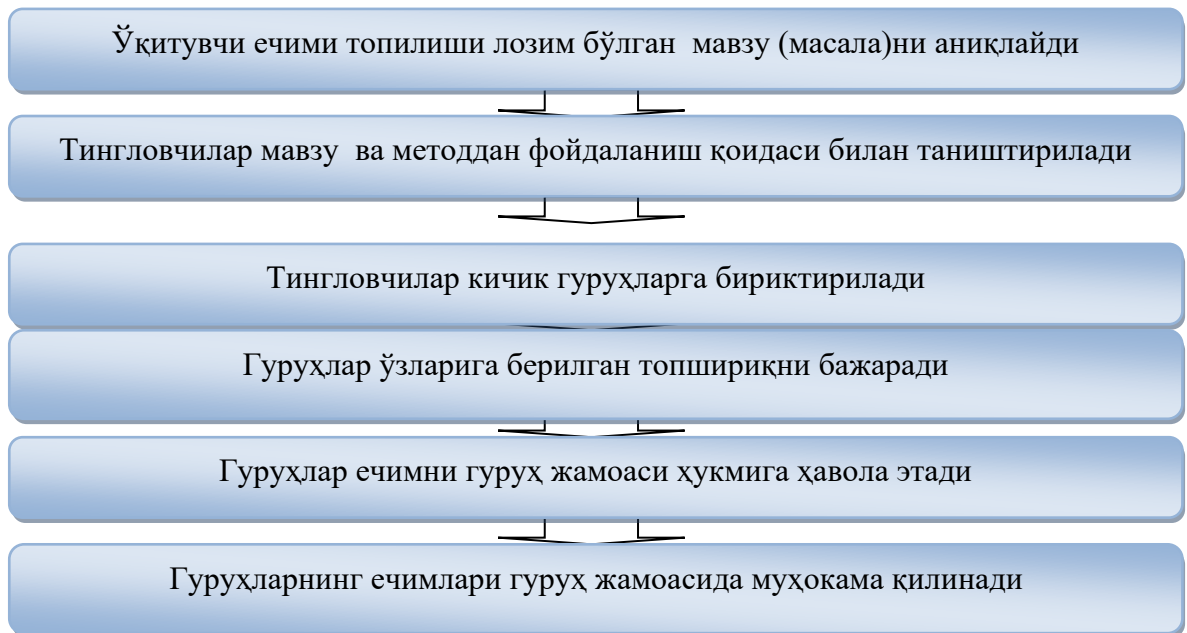 Ўқитувчи ечими топилиши лозим бўлган мавзу (масала)ни аниқлайди
Тингловчилар мавзу ва методдан фойдаланиш қоидаси билан таништирилади
Тингловчилар кичик гуруҳларга бириктирилади
Гуруҳлар ўзларига берилган топшириқни бажаради
Гуруҳлар ечимни гуруҳ жамоаси ҳукмига ҳавола этади
Гуруҳларнинг ечимлари гуруҳ жамоасида муҳокама қилинади